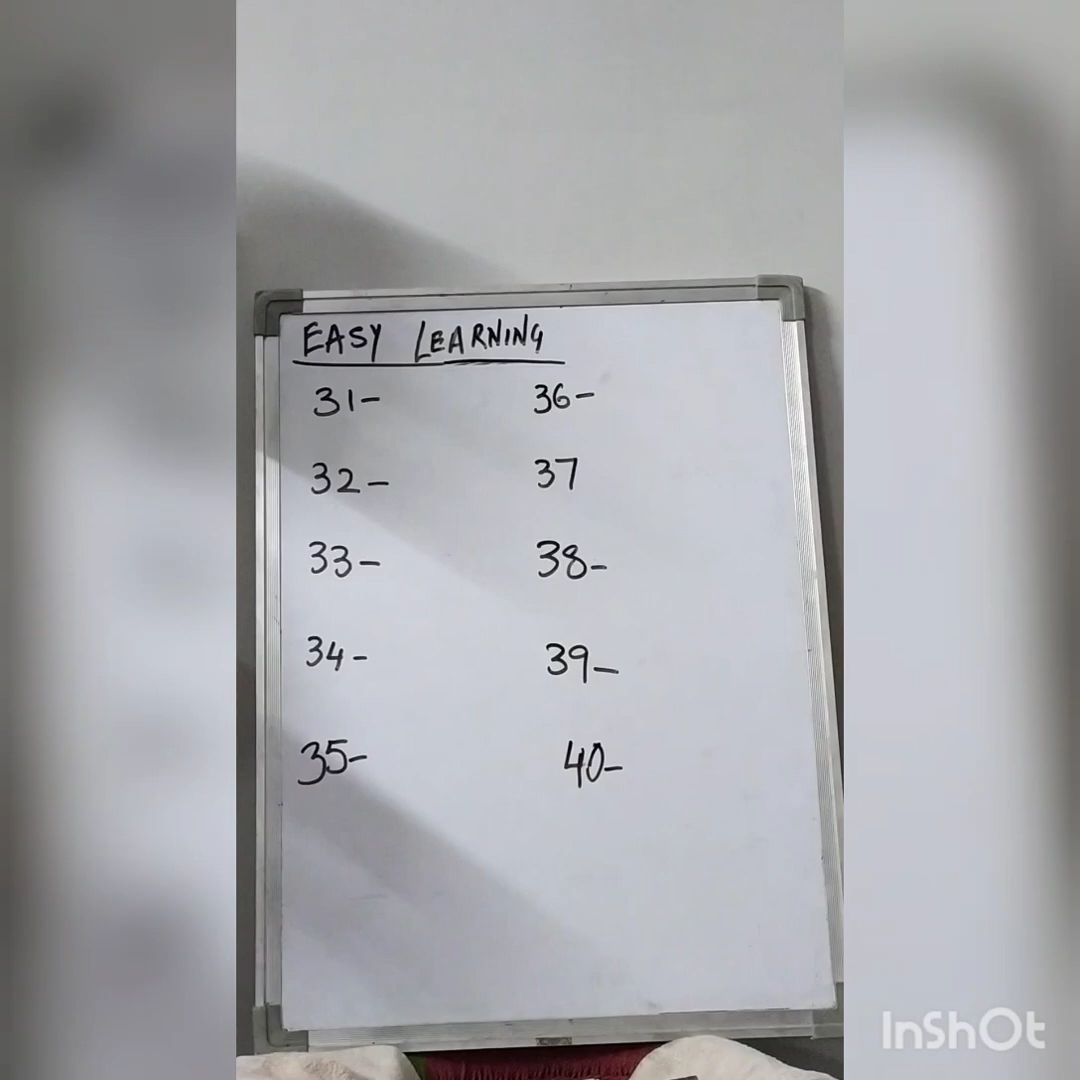 EASY LEARNING
31- 36-
32- 37
33- 38-
34- 39-
35- 40-
InShOt